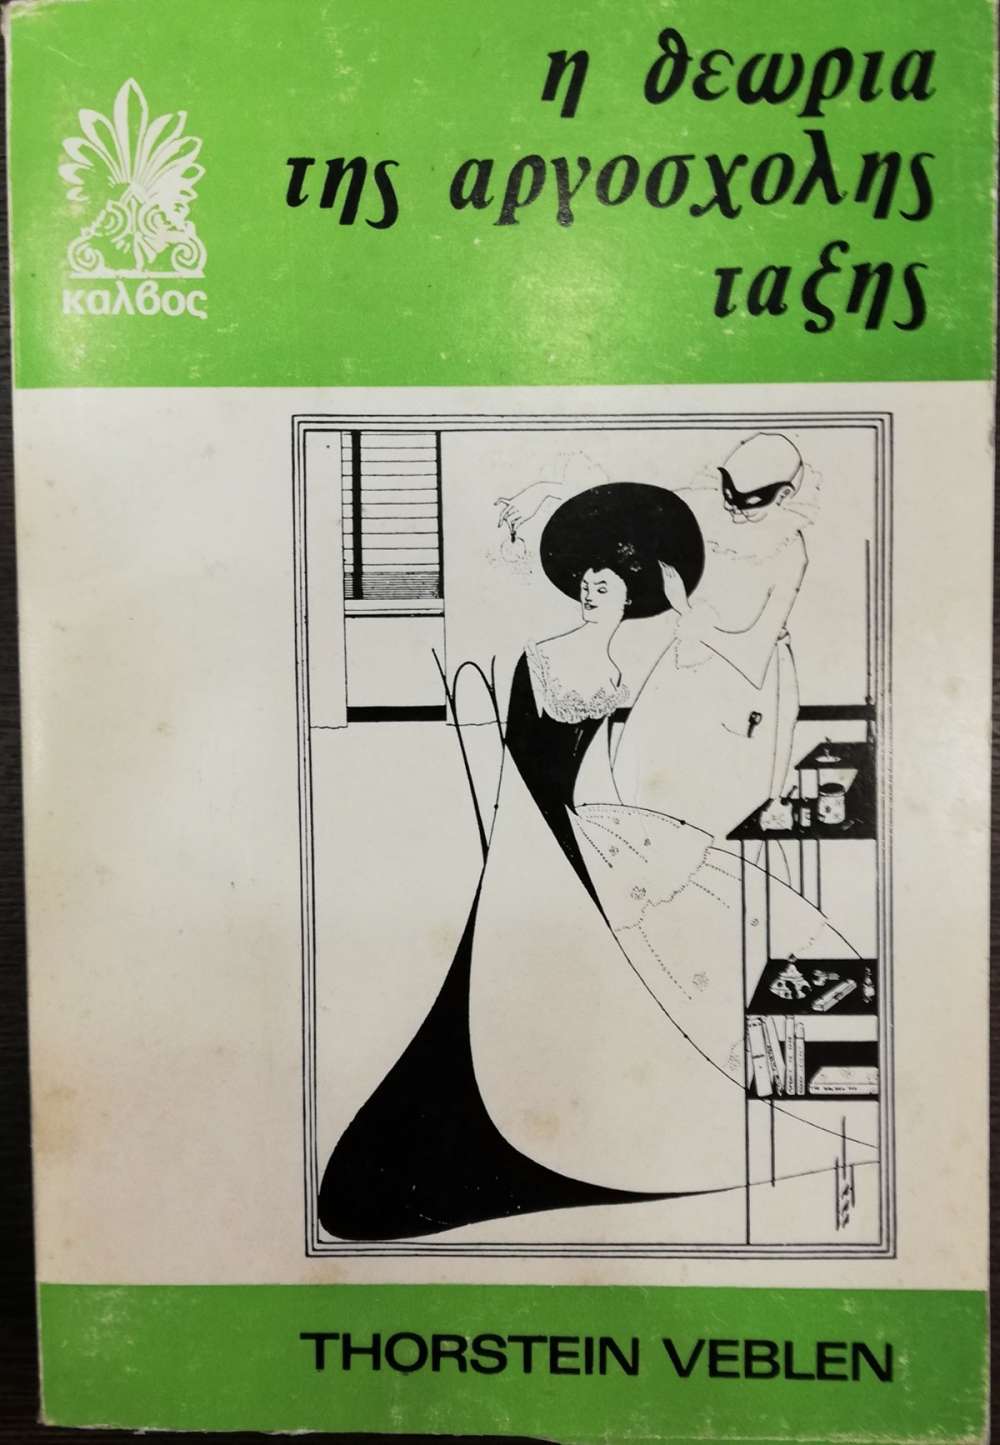 η θεωρια
της αργοσχολης
ταξης
καλβος
THORSTEIN VEBLEN